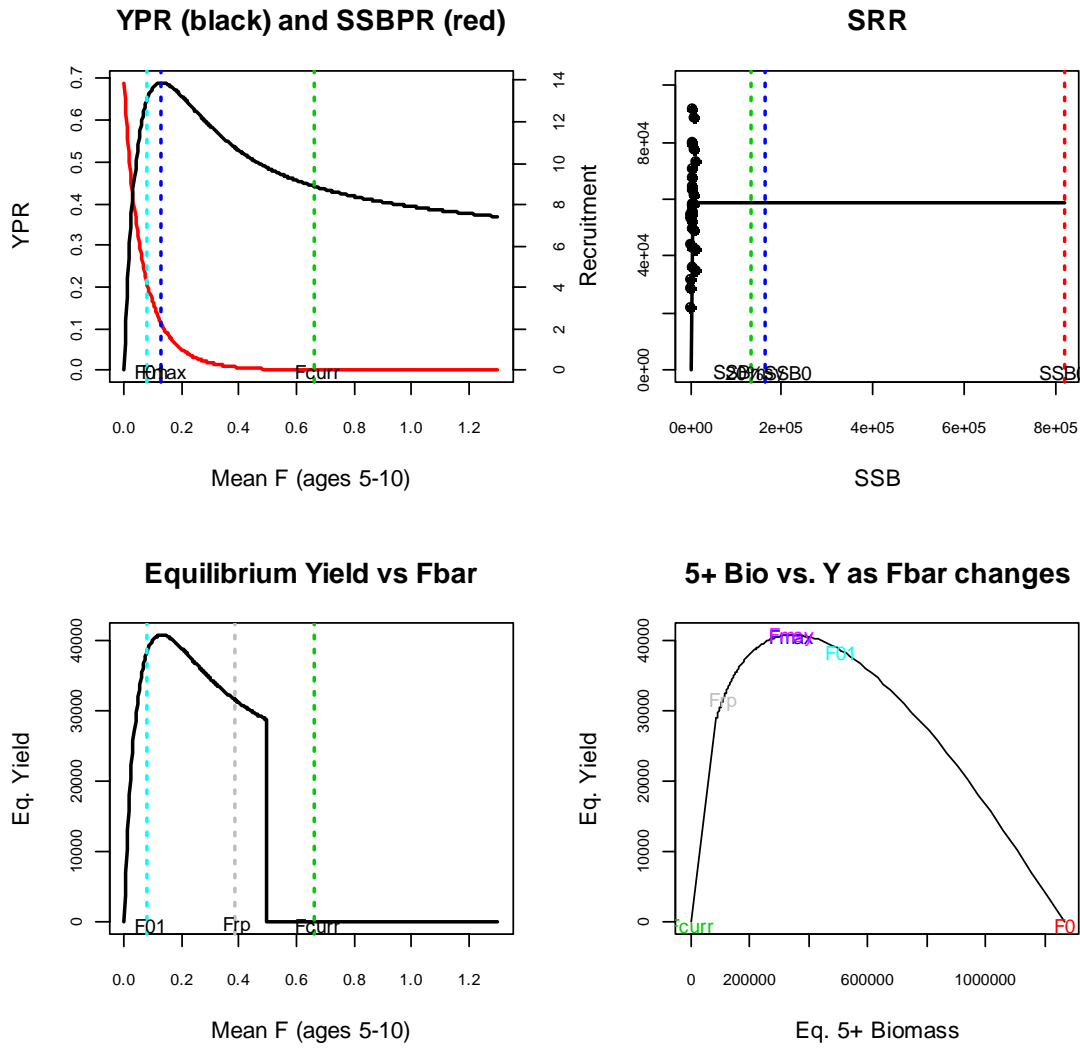 YPR (black) and SSBPR (red)
YPR
0.0 0.1 0.2 0.3 0.4 0.5 0.6 0.7
0 2 4 6 8 10 12 14
F01
Fmax
Fcurr
0.0 0.2 0.4 0.6 0.8 1.0 1.2
Mean F (ages 5-10)
SRR
Recruitment
0e+00 4e+04 8e+04
20%SSB0
SSB0
0e+00 2e+05 4e+05 6e+05 8e+05
SSB
Equilibrium Yield vs Fbar
Eq. Yield
0 10000 20000 30000 40000
F01
Frp
Fcurr
0.0 0.2 0.4 0.6 0.8 1.0 1.2
Mean F (ages 5-10)
5+ Bio vs. Y as Fbar changes
Eq. Yield
0 10000 20000 30000 40000
Fmax
F01
Frp
Fcurr
F0
0 200000 600000 1000000
Eq. 5+ Biomass